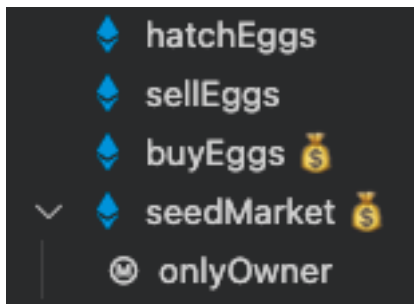 hatchEggs
sellEggs
buyEggs 💰
seedMarket 💰
Ⓜ onlyOwner